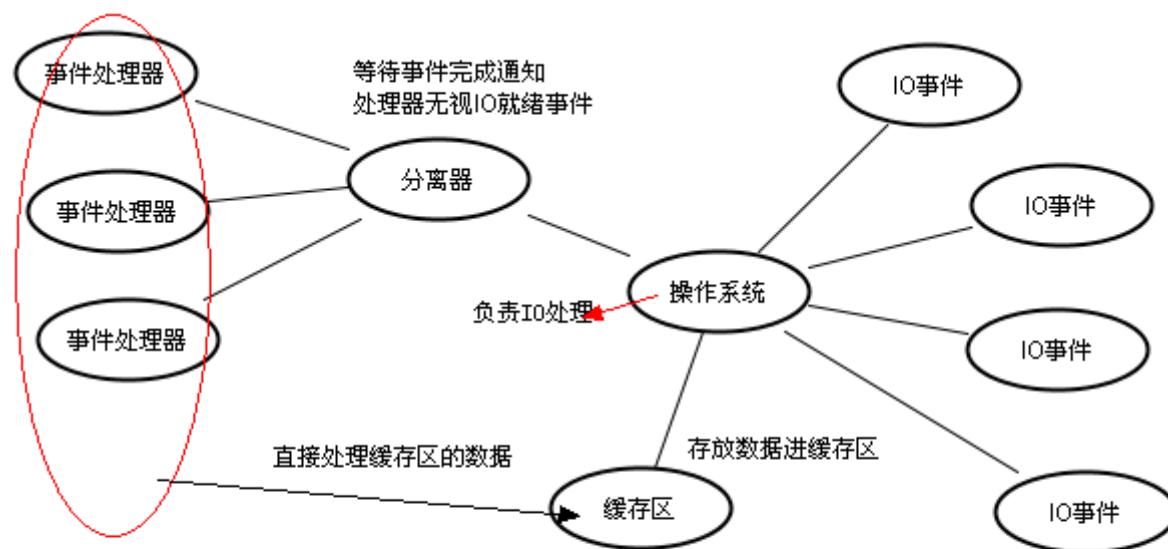 事件处理器
等待事件完成通知
处理器无视IO就绪事件
IO事件
分离器
事件处理器
IO事件
操作系统
负责IO处理
事件处理器
IO事件
直接处理缓存区的数据
存放数据进缓存区
缓存区
IO事件